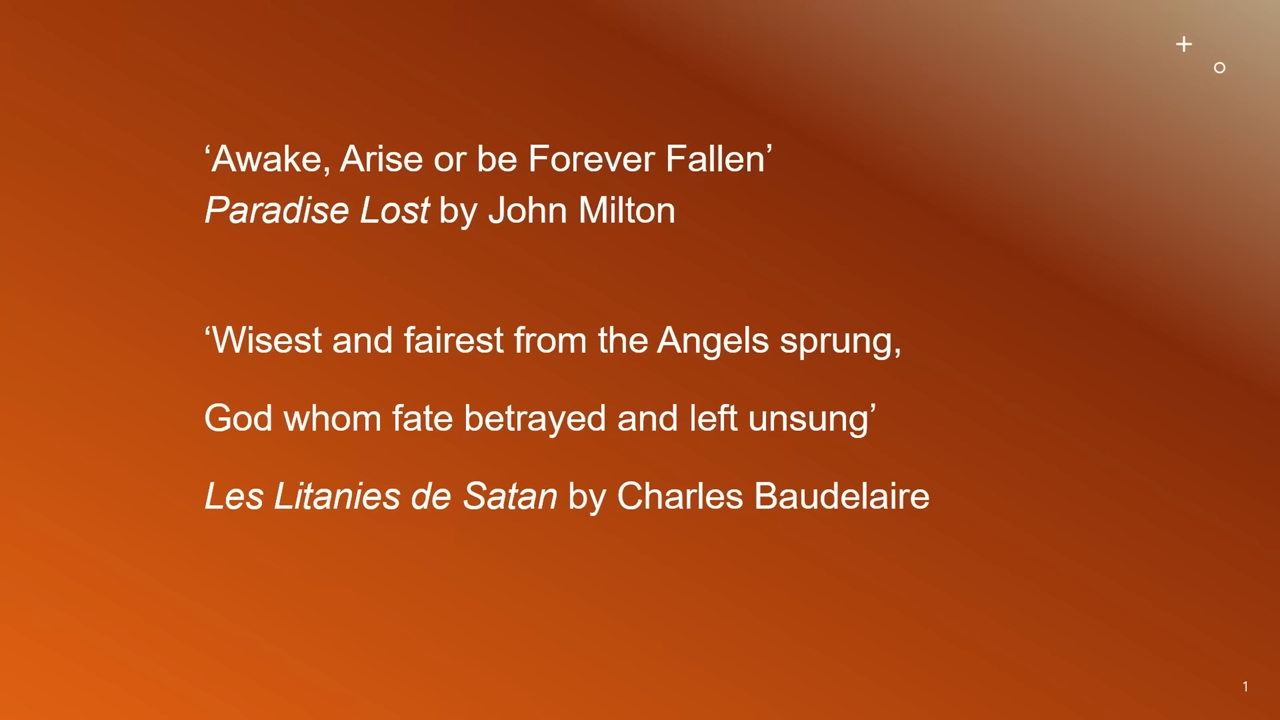 ‘Awake, Arise or be Forever Fallen’
Paradise Lost by John Milton
‘Wisest and fairest from the Angels sprung,
God whom fate betrayed and left unsung’
Les Litanies de Satan by Charles Baudelaire
1